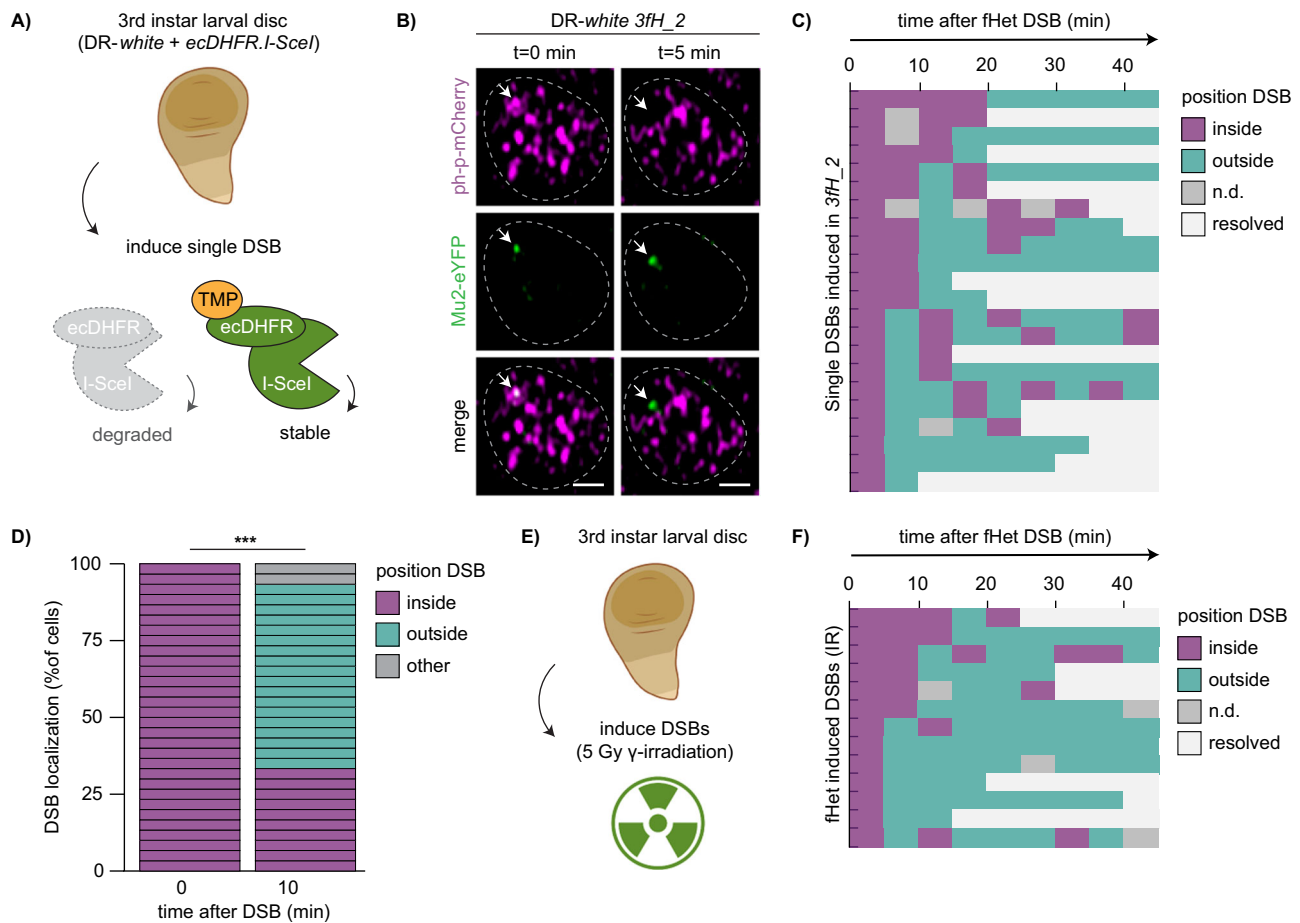 A)
3rd instar larval disc
(DR-white + ecDHFR.I-SceI)
induce single DSB
TMP
ecDHFR
ecDHFR
I-SceI
I-SceI
degraded
stable
B)
DR-white 3fH_2
t=0 min
t=5 min
ph-p-mCherry
Mu2-eYFP
merge
C)
time after fHet DSB (min)
0
10
20
30
40
Single DSBs induced in 3fH_2
position DSB
inside
outside
n.d.
resolved
D)
***
100
75
50
25
0
DSB localization (%of cells)
0
10
time after DSB (min)
position DSB
inside
outside
other
E)
3rd instar larval disc
induce DSBs
(5 Gy γ-irradiation)
F)
time after fHet DSB (min)
0
10
20
30
40
fHet induced DSBs (IR)
position DSB
inside
outside
n.d.
resolved